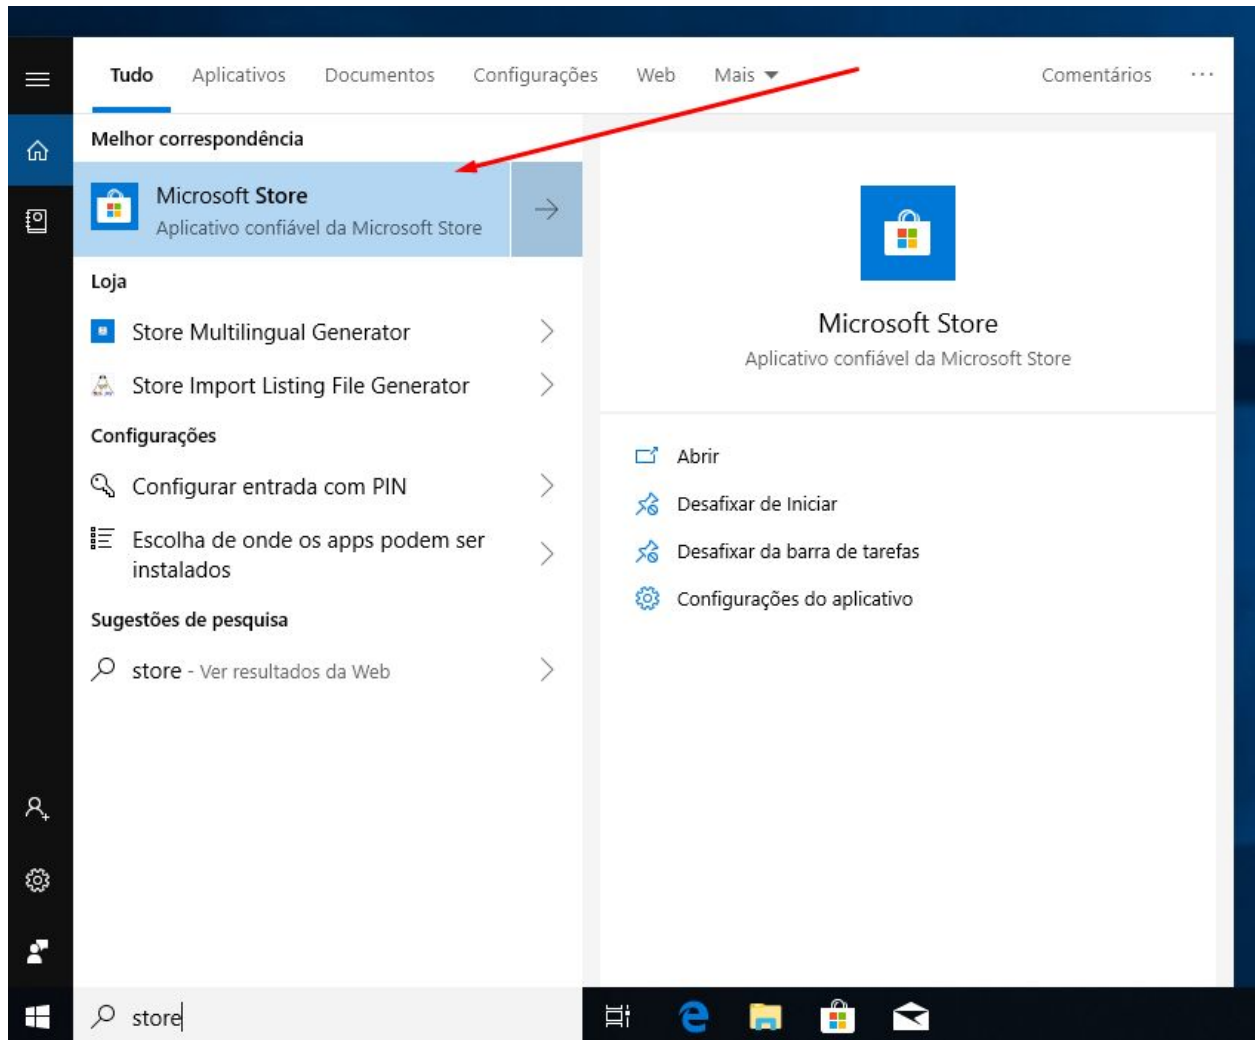 Tudo Aplicativos Documentos Configurações Web Mais Comentários ...
Melhor correspondência
Microsoft Store
Aplicativo confiável da Microsoft Store
Loja
Store Multilingual Generator
Store Import Listing File Generator
Configurações
Configurar entrada com PIN
Escolha de onde os apps podem ser
instalados
Sugestões de pesquisa
store - Ver resultados da Web
Microsoft Store
Aplicativo confiável da Microsoft Store
Abrir
Desafixar de Iniciar
Desafixar da barra de tarefas
Configurações do aplicativo
store